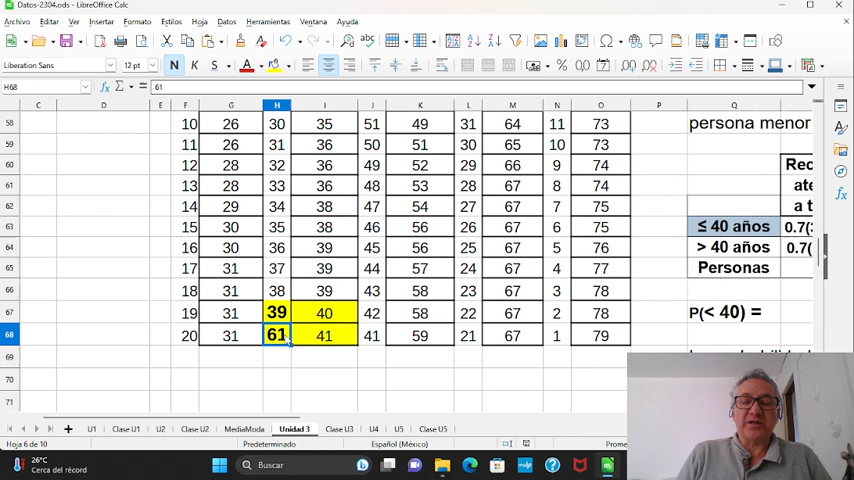 Datos-2304.ods - LibreOffice Calc
Archivo Editar Ver Insertar Formato Estilos Hoja Datos Herramientas Ventana Ayuda
Liberation Sans 12 pt N K S A
H68 fx Σ = 61
C D E F G H I J K L M N O P Q
58 10 26 30 35 51 49 31 64 11 73 persona menor
59 11 26 31 36 50 51 30 65 10 73
60 12 28 32 36 49 52 29 66 9 74 Rec
61 13 28 33 36 48 53 28 67 8 74 ate
62 14 29 34 38 47 54 27 67 7 75 a t
63 15 30 35 38 46 56 26 67 6 75 ≤ 40 años 0.7(
64 16 30 36 39 45 56 25 67 5 76 > 40 años 0.7(
65 17 31 37 39 44 57 24 67 4 77 Personas
66 18 31 38 39 43 58 23 67 3 78
67 19 31 39 40 42 58 22 67 2 78 P(< 40) =
68 20 31 61 41 41 59 21 67 1 79
69
70
71
+ U1 Clase U1 U2 Clase U2 MediaModa Unidad 3 Clase U3 U4 U5 Clase U5
Hoja 6 de 10 Predeterminado Español (México) Prome
26°C
Cerca del récord
Buscar